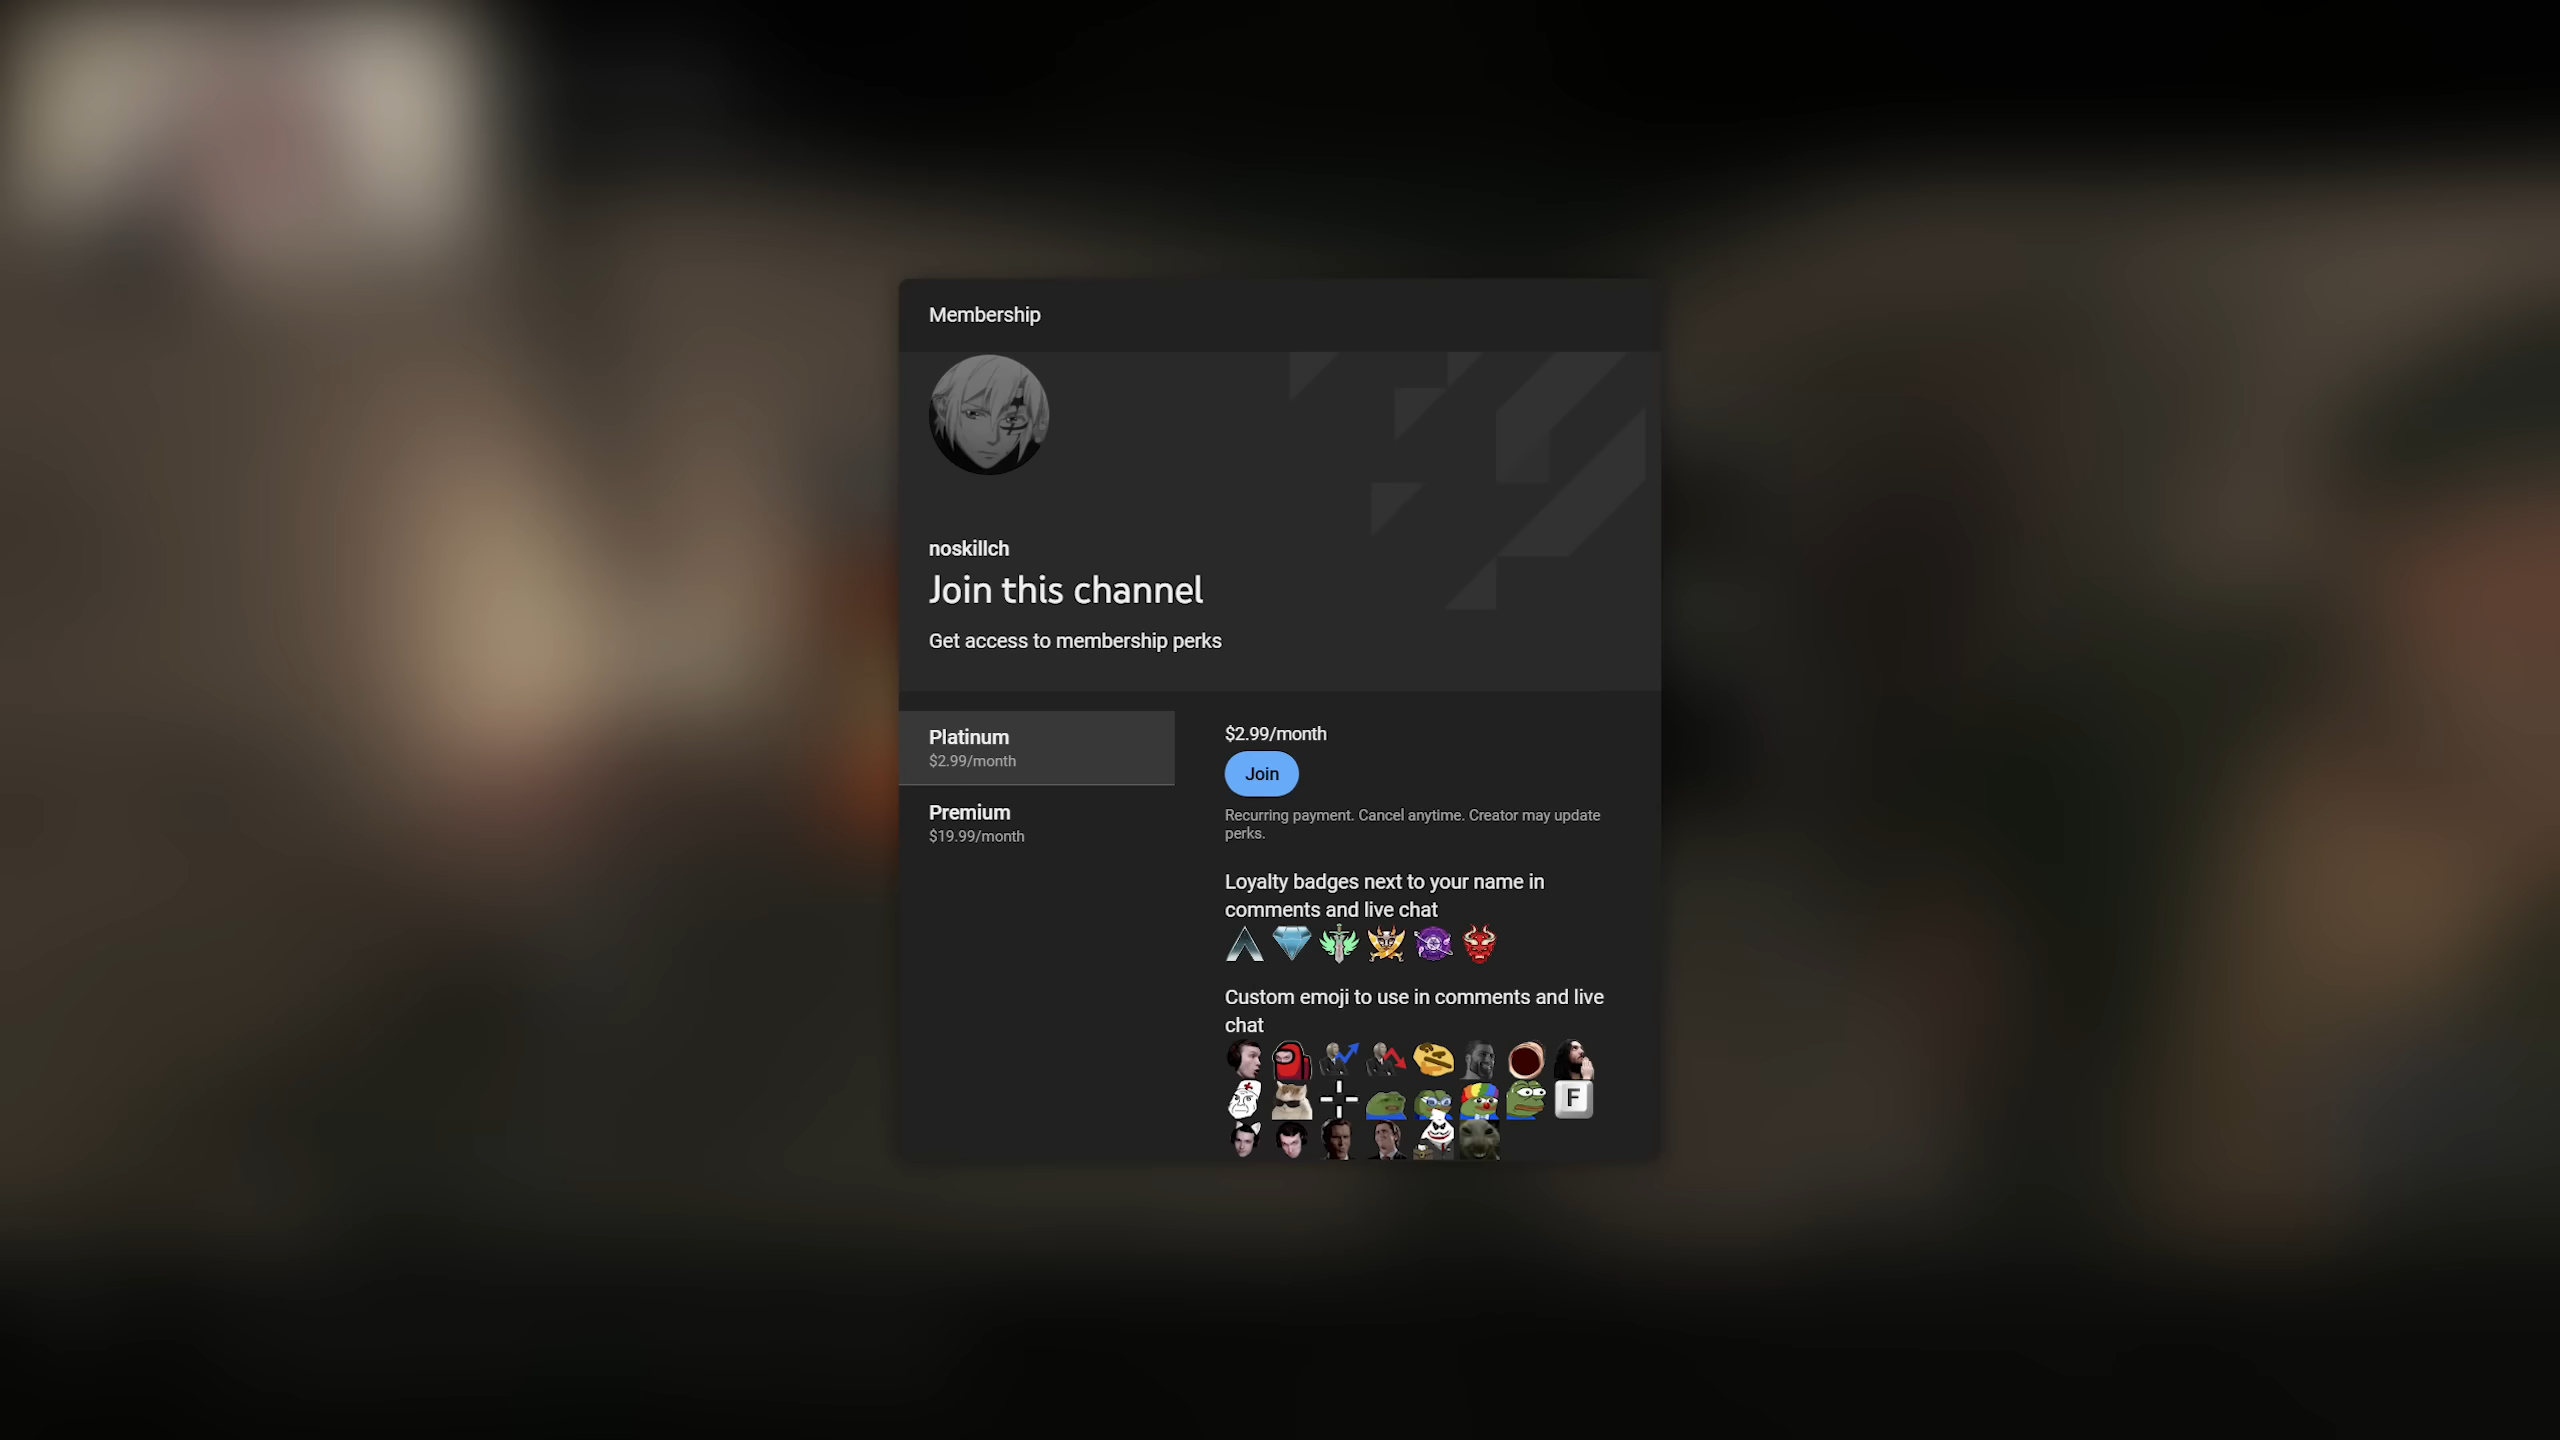 Membership
noskillch
Join this channel
Get access to membership perks
Platinum
$2.99/month
Premium
$19.99/month
$2.99/month
Join
Recurring payment. Cancel anytime. Creator may update
perks.
Loyalty badges next to your name in
comments and live chat
Custom emoji to use in comments and live
chat
F